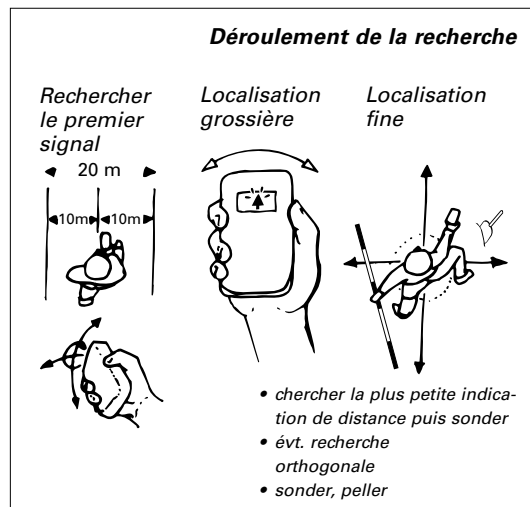 Déroulement de la recherche
Rechercher
le premier
signal
20 m
10m 10m
Localisation
grossière
Localisation
fine
• chercher la plus petite indica-
tion de distance puis sonder
• évt. recherche
orthogonale
• sonder, peller